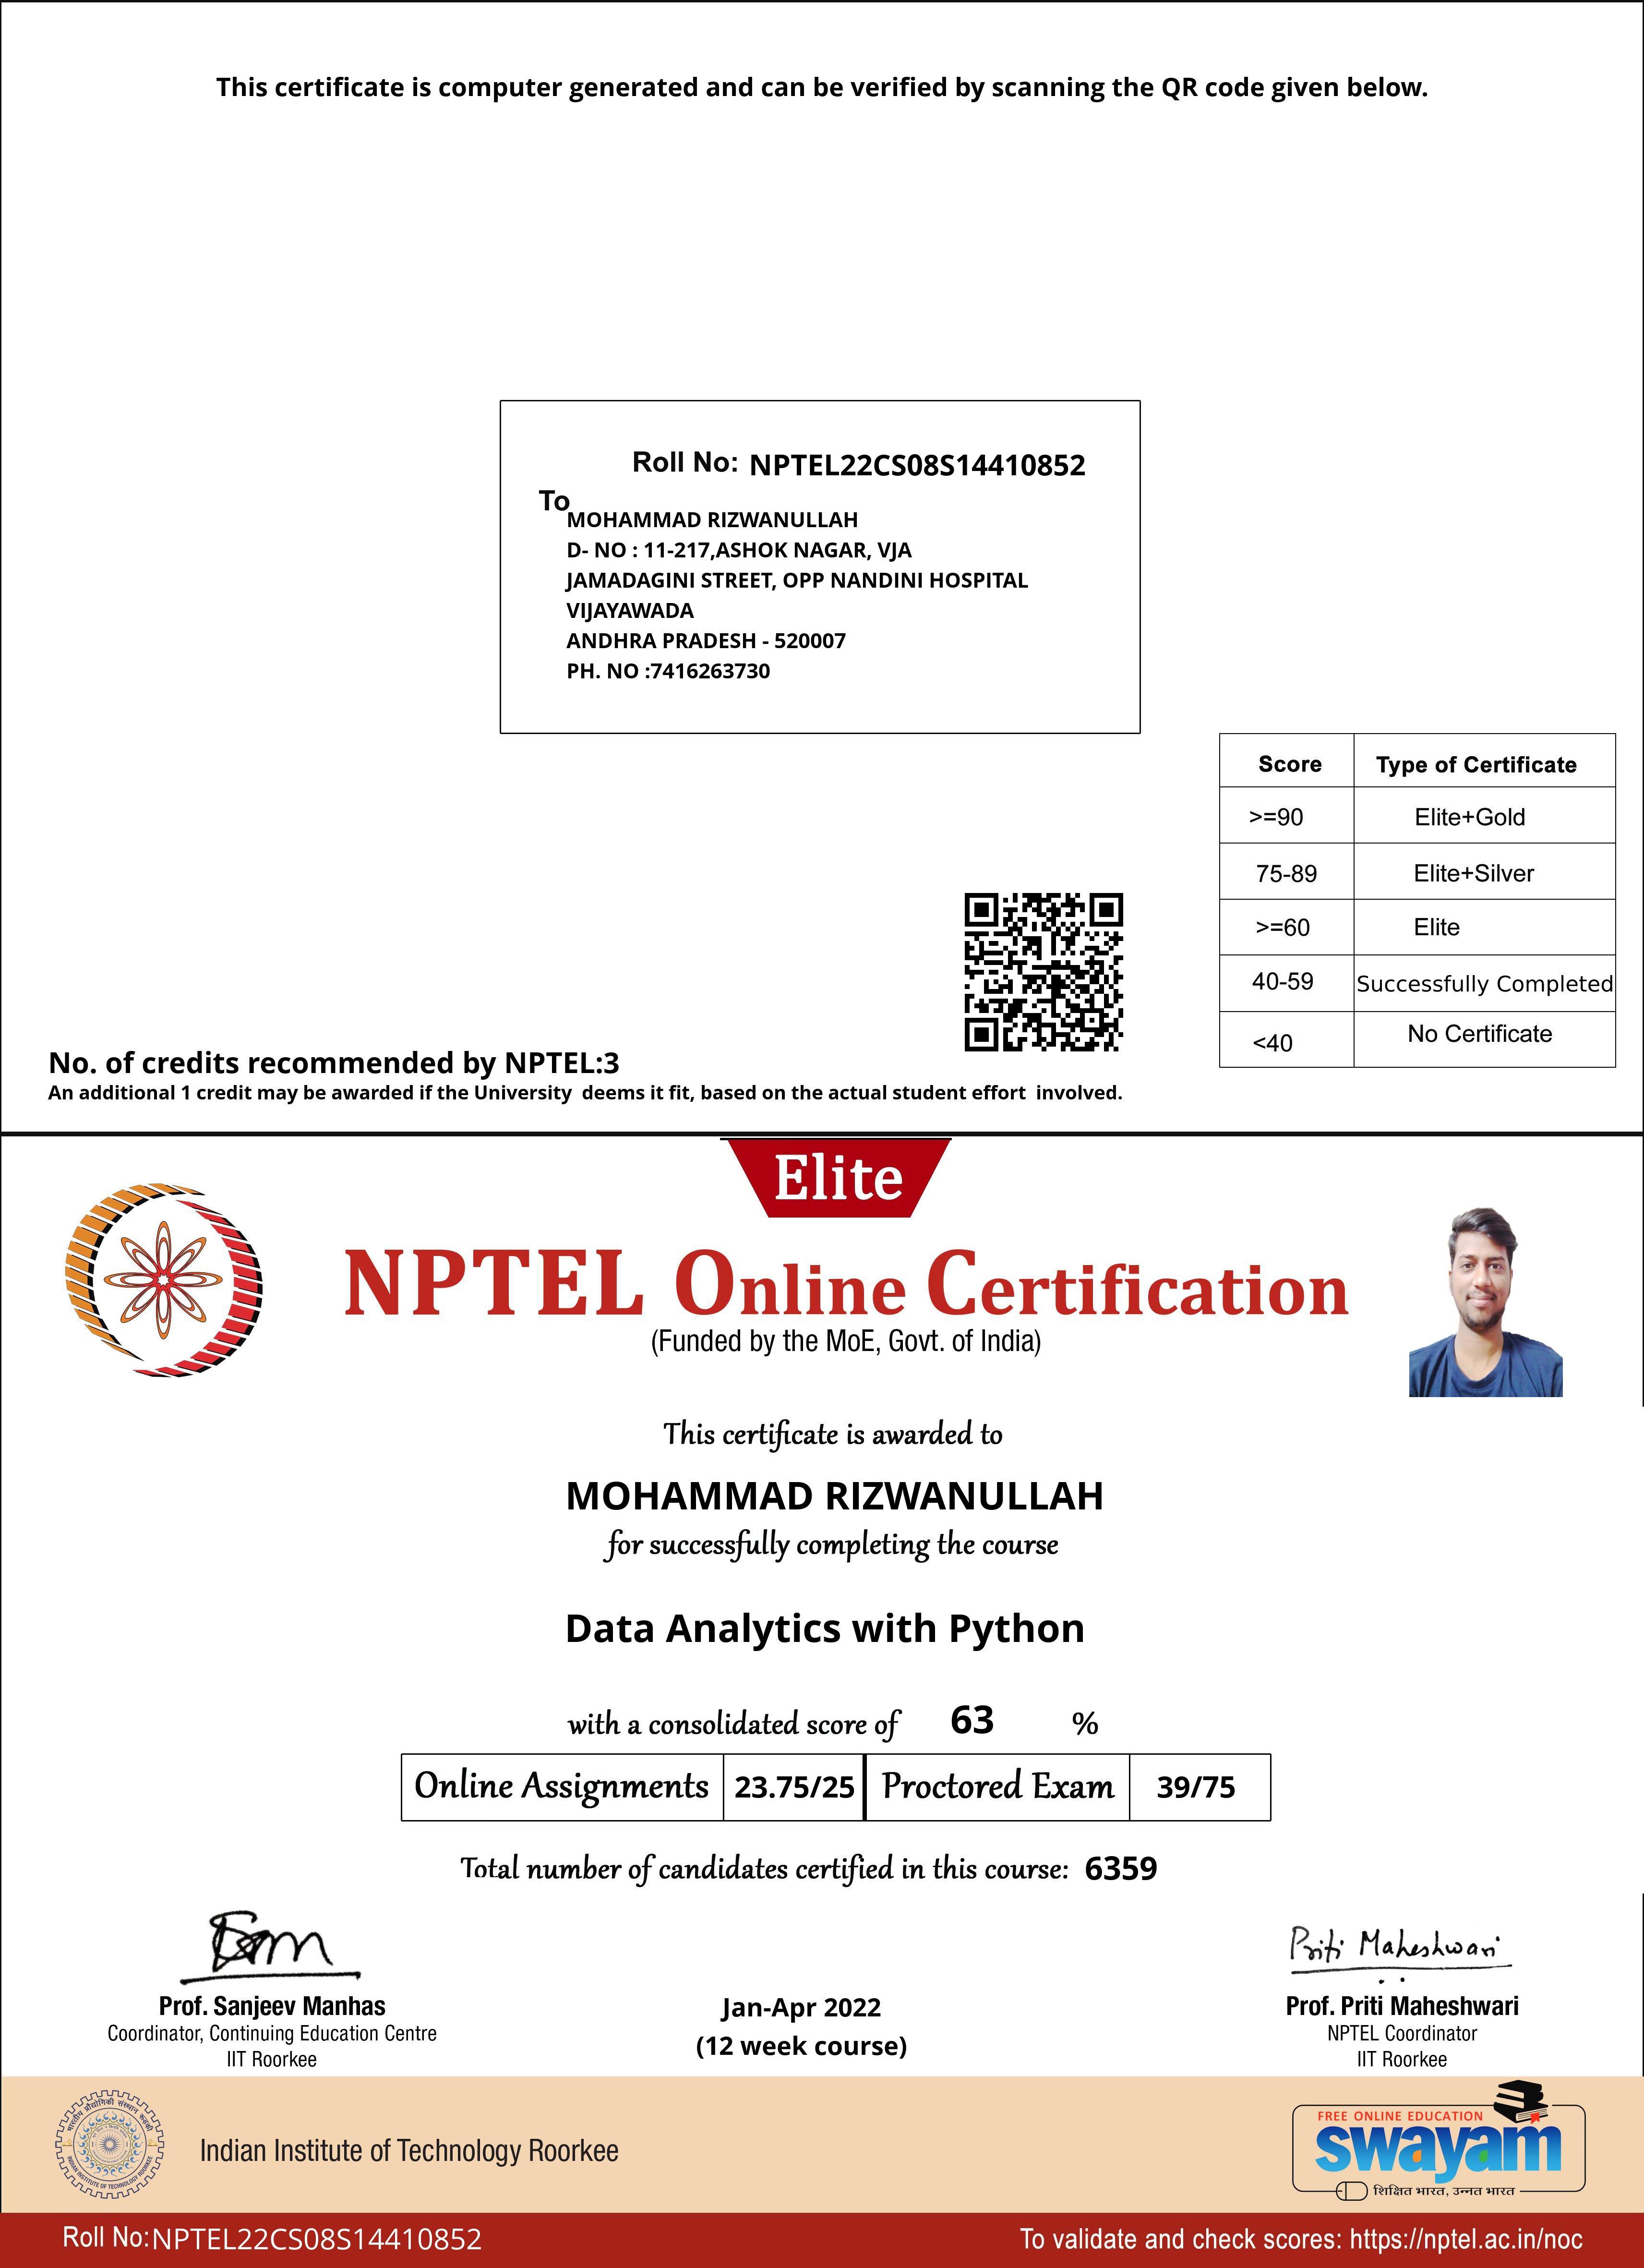 This certificate is computer generated and can be verified by scanning the QR code given below.
Roll No: NPTEL22CS08S14410852
To
MOHAMMAD RIZWANULLAH
D- NO : 11-217,ASHOK NAGAR, VJA
JAMADAGINI STREET, OPP NANDINI HOSPITAL
VIJAYAWADA
ANDHRA PRADESH - 520007
PH. NO :7416263730
Score Type of Certificate
>=90 Elite+Gold
75-89 Elite+Silver
>=60 Elite
40-59 Successfully Completed
<40 No Certificate
No. of credits recommended by NPTEL:3
An additional 1 credit may be awarded if the University deems it fit, based on the actual student effort involved.
Elite
NPTEL Online Certification
(Funded by the MoE, Govt. of India)
This certificate is awarded to
MOHAMMAD RIZWANULLAH
for successfully completing the course
Data Analytics with Python
with a consolidated score of 63 %
Online Assignments 23.75/25 Proctored Exam 39/75
Total number of candidates certified in this course: 6359
Priti Maheshwari
Prof. Sanjeev Manhas
Coordinator, Continuing Education Centre
IIT Roorkee
Jan-Apr 2022
(12 week course)
Prof. Priti Maheshwari
NPTEL Coordinator
IIT Roorkee
भारतीय प्रौद्योगिकी संस्थान रूड़की
INDIAN INSTITUTE OF TECHNOLOGY ROORKEE
Indian Institute of Technology Roorkee
FREE ONLINE EDUCATION
swayam
शिक्षित भारत, उन्नत भारत
Roll No:NPTEL22CS08S14410852
To validate and check scores: https://nptel.ac.in/noc